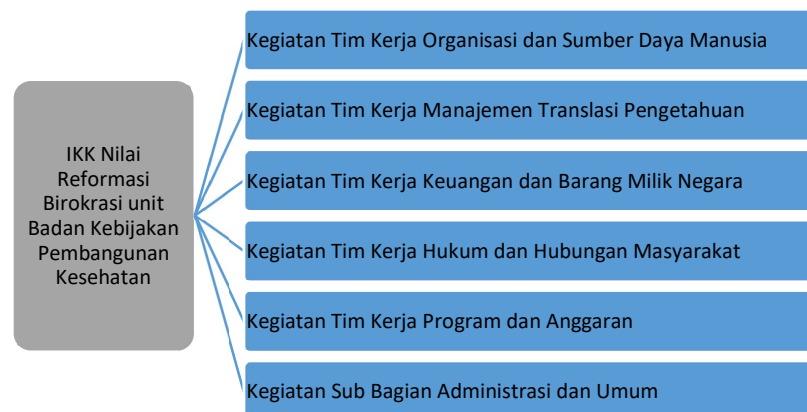 IKK Nilai
Reformasi
Birokrasi unit
Badan Kebijakan
Pembangunan
Kesehatan
Kegiatan Tim Kerja Organisasi dan Sumber Daya Manusia
Kegiatan Tim Kerja Manajemen Translasi Pengetahuan
Kegiatan Tim Kerja Keuangan dan Barang Milik Negara
Kegiatan Tim Kerja Hukum dan Hubungan Masyarakat
Kegiatan Tim Kerja Program dan Anggaran
Kegiatan Sub Bagian Administrasi dan Umum